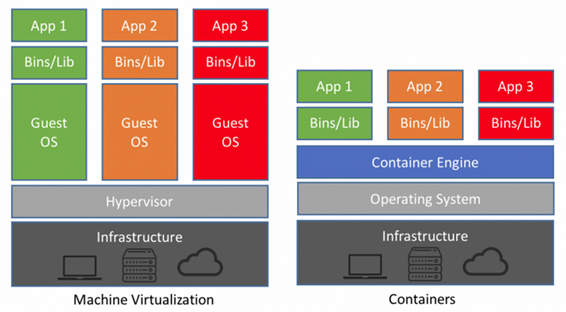 App 1 App 2 App 3
Bins/Lib Bins/Lib Bins/Lib
Guest OS Guest OS Guest OS
Hypervisor
Infrastructure
Machine Virtualization
App 1 App 2 App 3
Bins/Lib Bins/Lib Bins/Lib
Container Engine
Operating System
Infrastructure
Containers